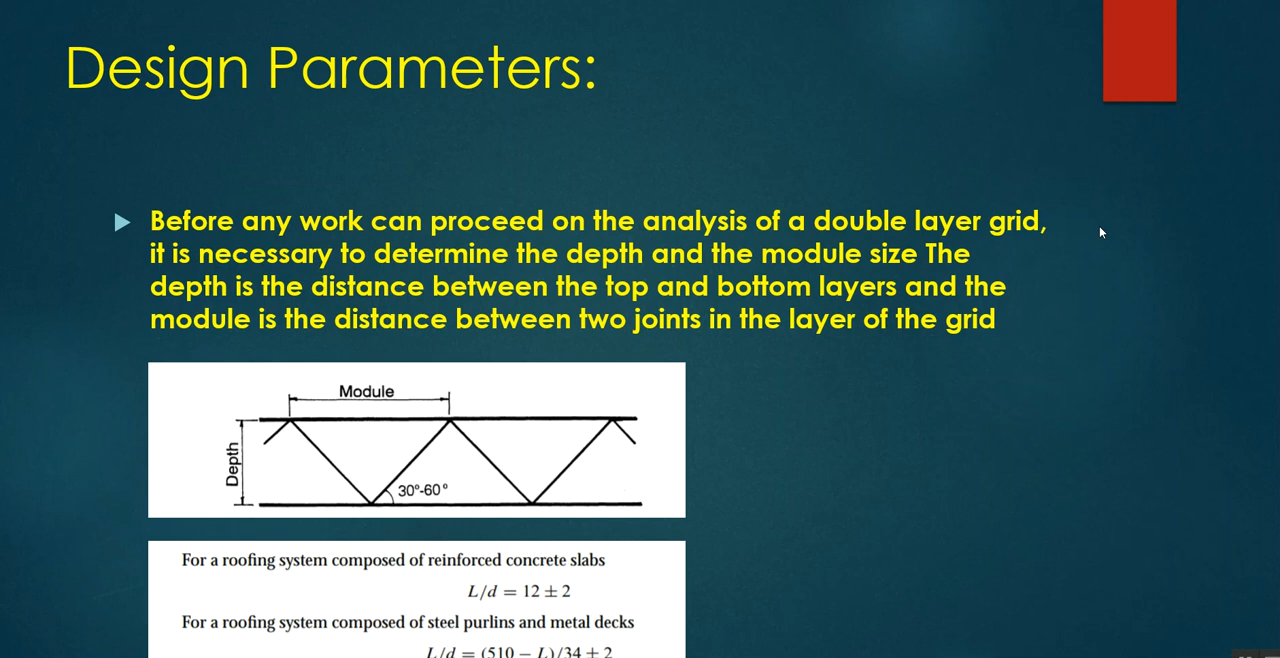 Design Parameters:
Before any work can proceed on the analysis of a double layer grid,
it is necessary to determine the depth and the module size The
depth is the distance between the top and bottom layers and the
module is the distance between two joints in the layer of the grid
Module
Depth
30°-60°
For a roofing system composed of reinforced concrete slabs
L/d = 12 ± 2
For a roofing system composed of steel purlins and metal decks
L/d = (510 − L)/34 ± 2